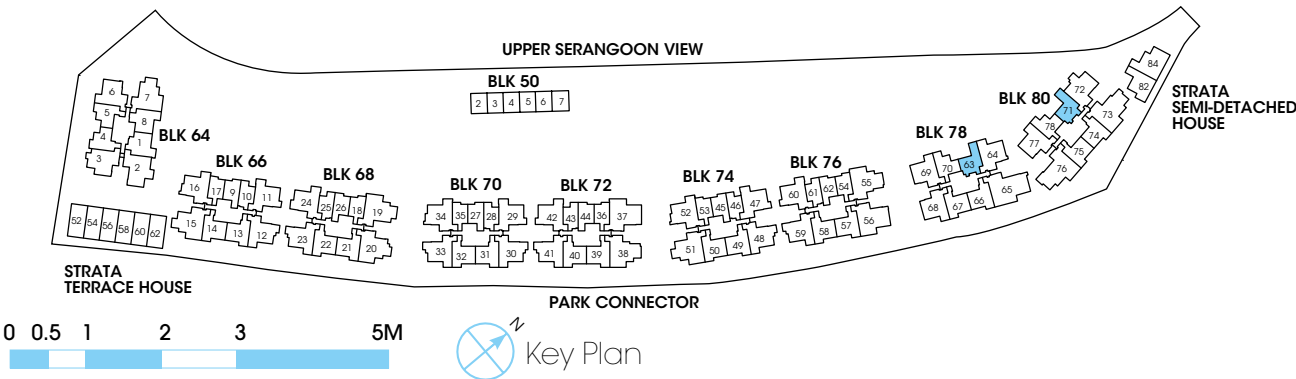 UPPER SERANGOON VIEW
BLK 50
2 3 4 5 6 7
BLK 64
6 7
5 8
4 1
3 2
BLK 66
16 17 9 10 11
15 14 13 12
BLK 68
24 25 26 18 19
23 22 21 20
BLK 70
34 35 27 28 29
33 32 31 30
BLK 72
42 43 44 36 37
41 40 39 38
BLK 74
52 53 45 46 47
51 50 49 48
BLK 76
60 61 62 54 55
59 58 57 56
BLK 78
69 70 63 64
68 67 66 65
BLK 80
72
71 73
78 74
77 75
76
84
82
STRATA
SEMI-DETACHED
HOUSE
52 54 56 58 60 62
STRATA
TERRACE HOUSE
PARK CONNECTOR
0 0.5 1 2 3 5M
N
Key Plan